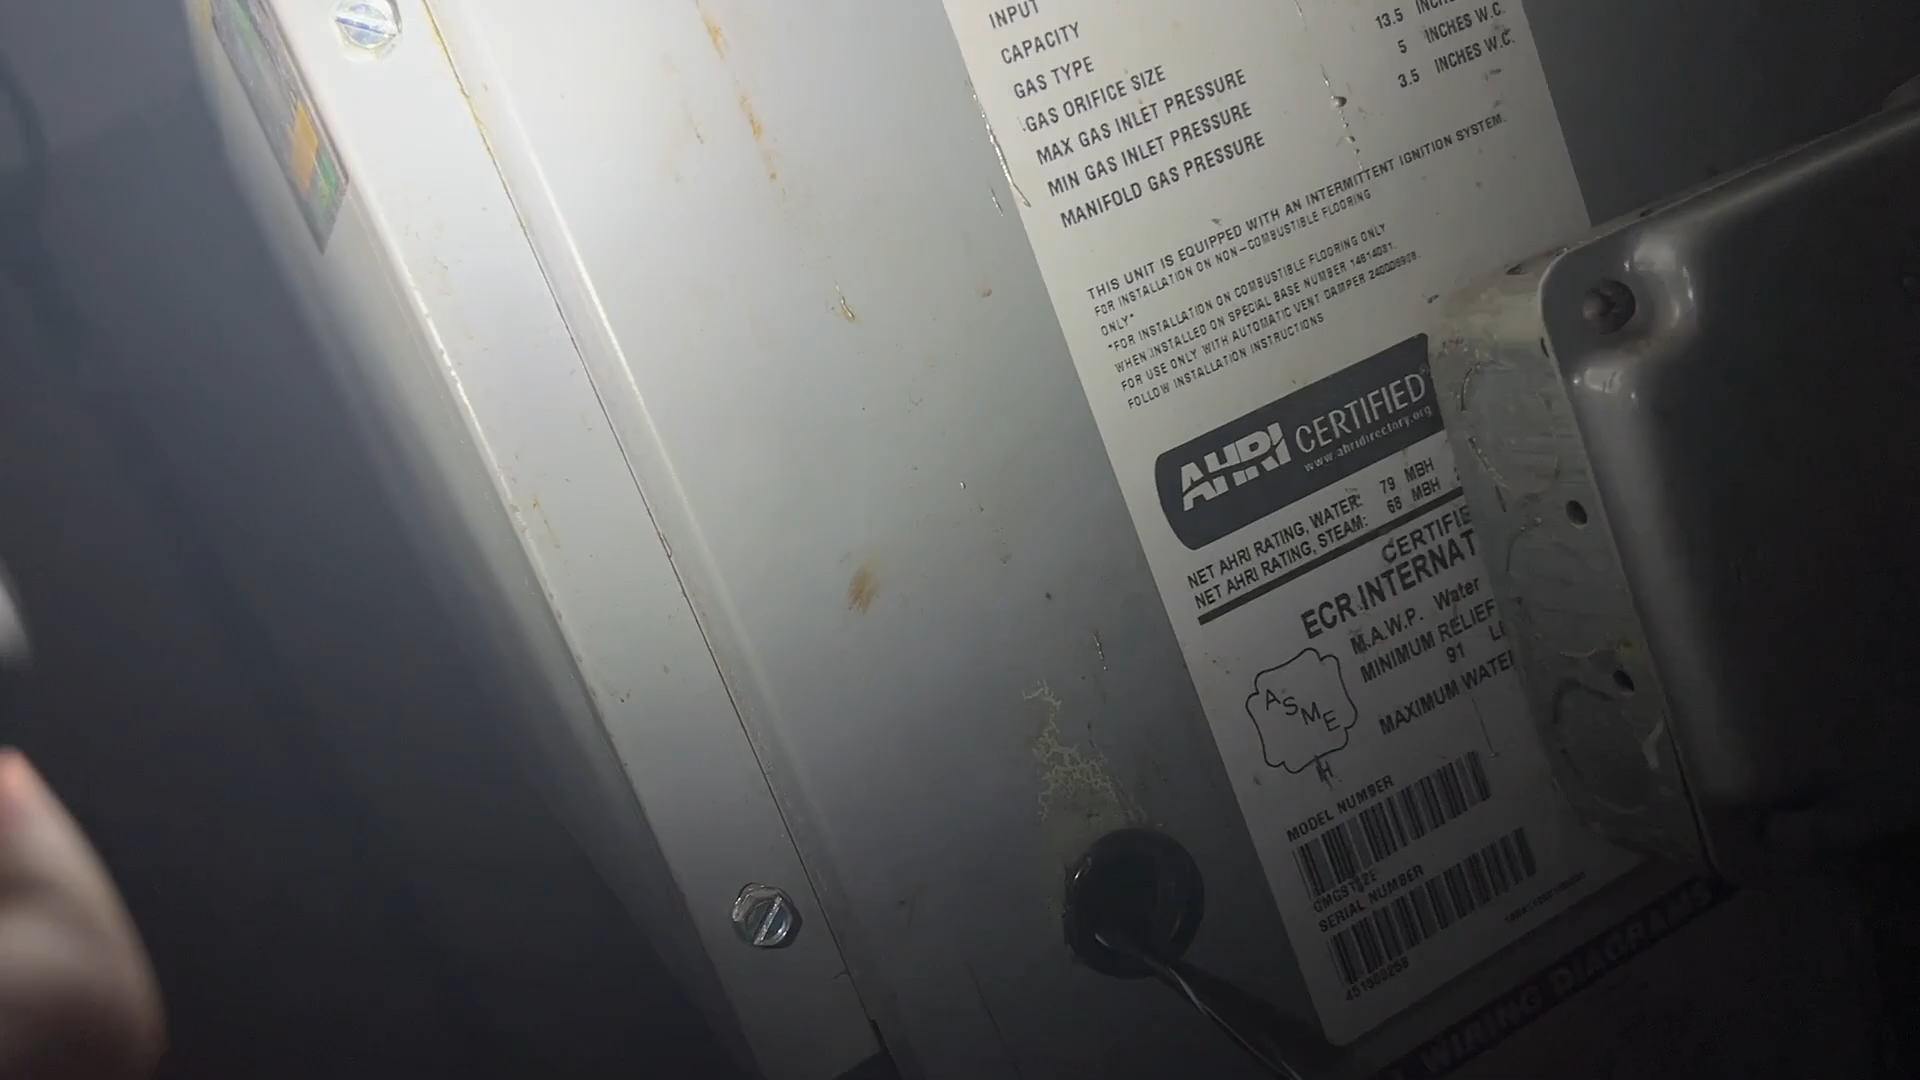 INPUT
CAPACITY
GAS TYPE
GAS ORIFICE SIZE
MAX GAS INLET PRESSURE 13.5 INCHES
MIN GAS INLET PRESSURE 5 INCHES W.C.
MANIFOLD GAS PRESSURE 3.5 INCHES W.C.
THIS UNIT IS EQUIPPED WITH AN INTERMITTENT IGNITION SYSTEM.
FOR INSTALLATION ON NON-COMBUSTIBLE FLOORING
ONLY*
*FOR INSTALLATION ON COMBUSTIBLE FLOORING ONLY
WHEN INSTALLED ON SPECIAL BASE NUMBER 14614031.
FOR USE ONLY WITH AUTOMATIC VENT DAMPER
FOLLOW INSTALLATION INSTRUCTIONS
AHRI CERTIFIED
www.ahridirectory.org
NET AHRI RATING, WATER: 79 MBH
NET AHRI RATING, STEAM: 68 MBH
CERTIFIE
ECR INTERNAT
M.A.W.P. Water
MINIMUM RELIEF
91
MAXIMUM WATE
ASME
H
MODEL NUMBER
SERIAL NUMBER
WIRING DIAGRAMS